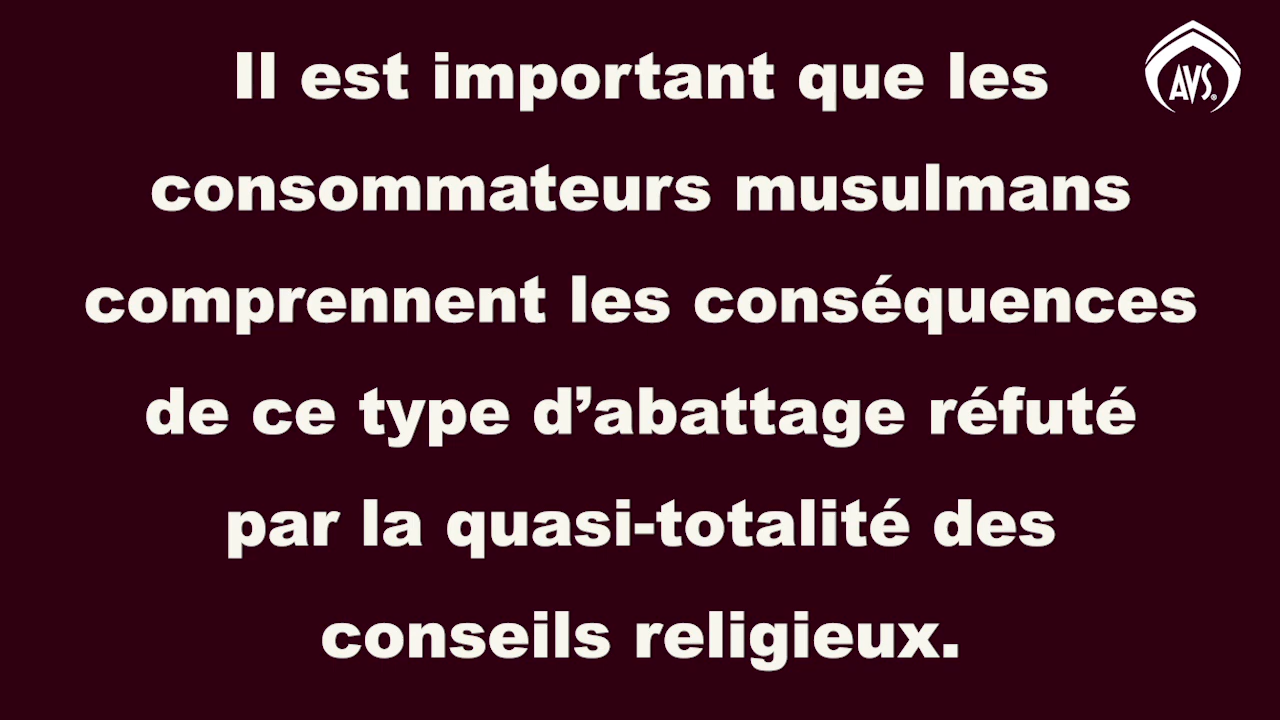 Il est important que les
AVS®
consommateurs musulmans
comprennent les conséquences
de ce type d’abattage réfuté
par la quasi-totalité des
conseils religieux.